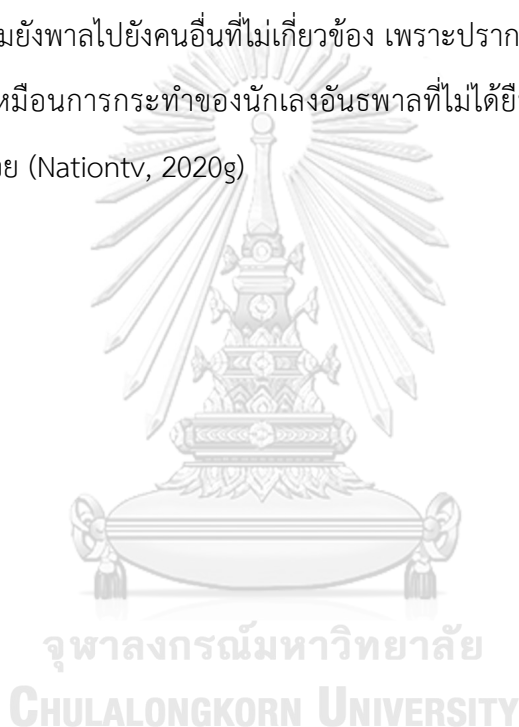 มยังพาลไปยังคนอื่นที่ไม่เกี่ยวข้อง เพราะปราก
หมือนการกระทำของนักเลงอันธพาลที่ไม่ได้ยื
ย (Nationtv, 2020g)
จุฬาลงกรณ์มหาวิทยาลัย
CHULALONGKORN UNIVERSITY